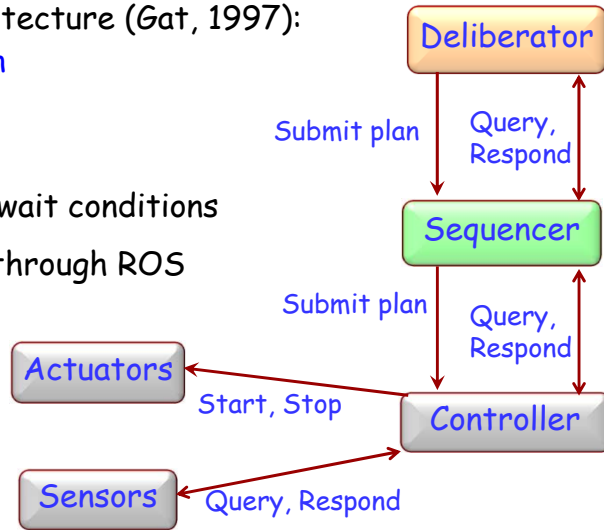 tecture (Gat, 1997):
Deliberator
Submit plan
Query,
Respond
wait conditions
Sequencer
through ROS
Submit plan
Query,
Respond
Actuators
Start, Stop
Controller
Sensors
Query, Respond